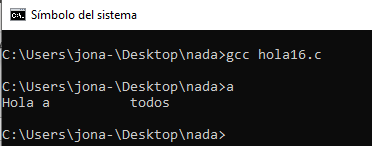 Símbolo del sistema
C:\Users\jona-\Desktop\nada>gcc hola16.c
C:\Users\jona-\Desktop\nada>a
Hola a          todos
C:\Users\jona-\Desktop\nada>